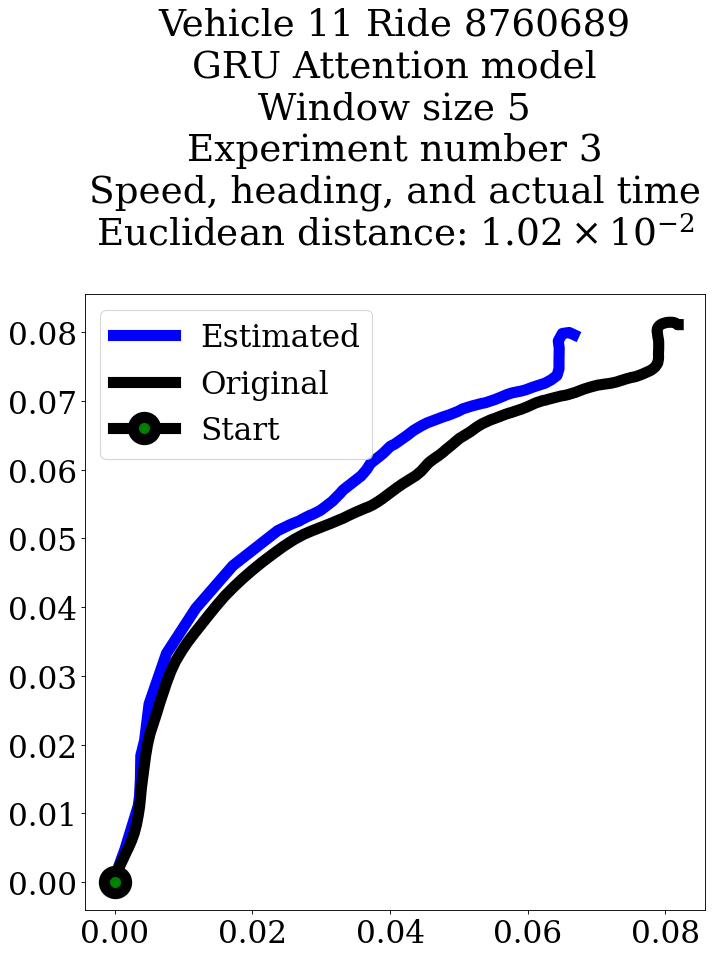 Vehicle 11 Ride 8760689
GRU Attention model
Window size 5
Experiment number 3
Speed, heading, and actual time
Euclidean distance: 1.02 × 10⁻²
Estimated
Original
Start
0.08
0.07
0.06
0.05
0.04
0.03
0.02
0.01
0.00
0.00 0.02 0.04 0.06 0.08